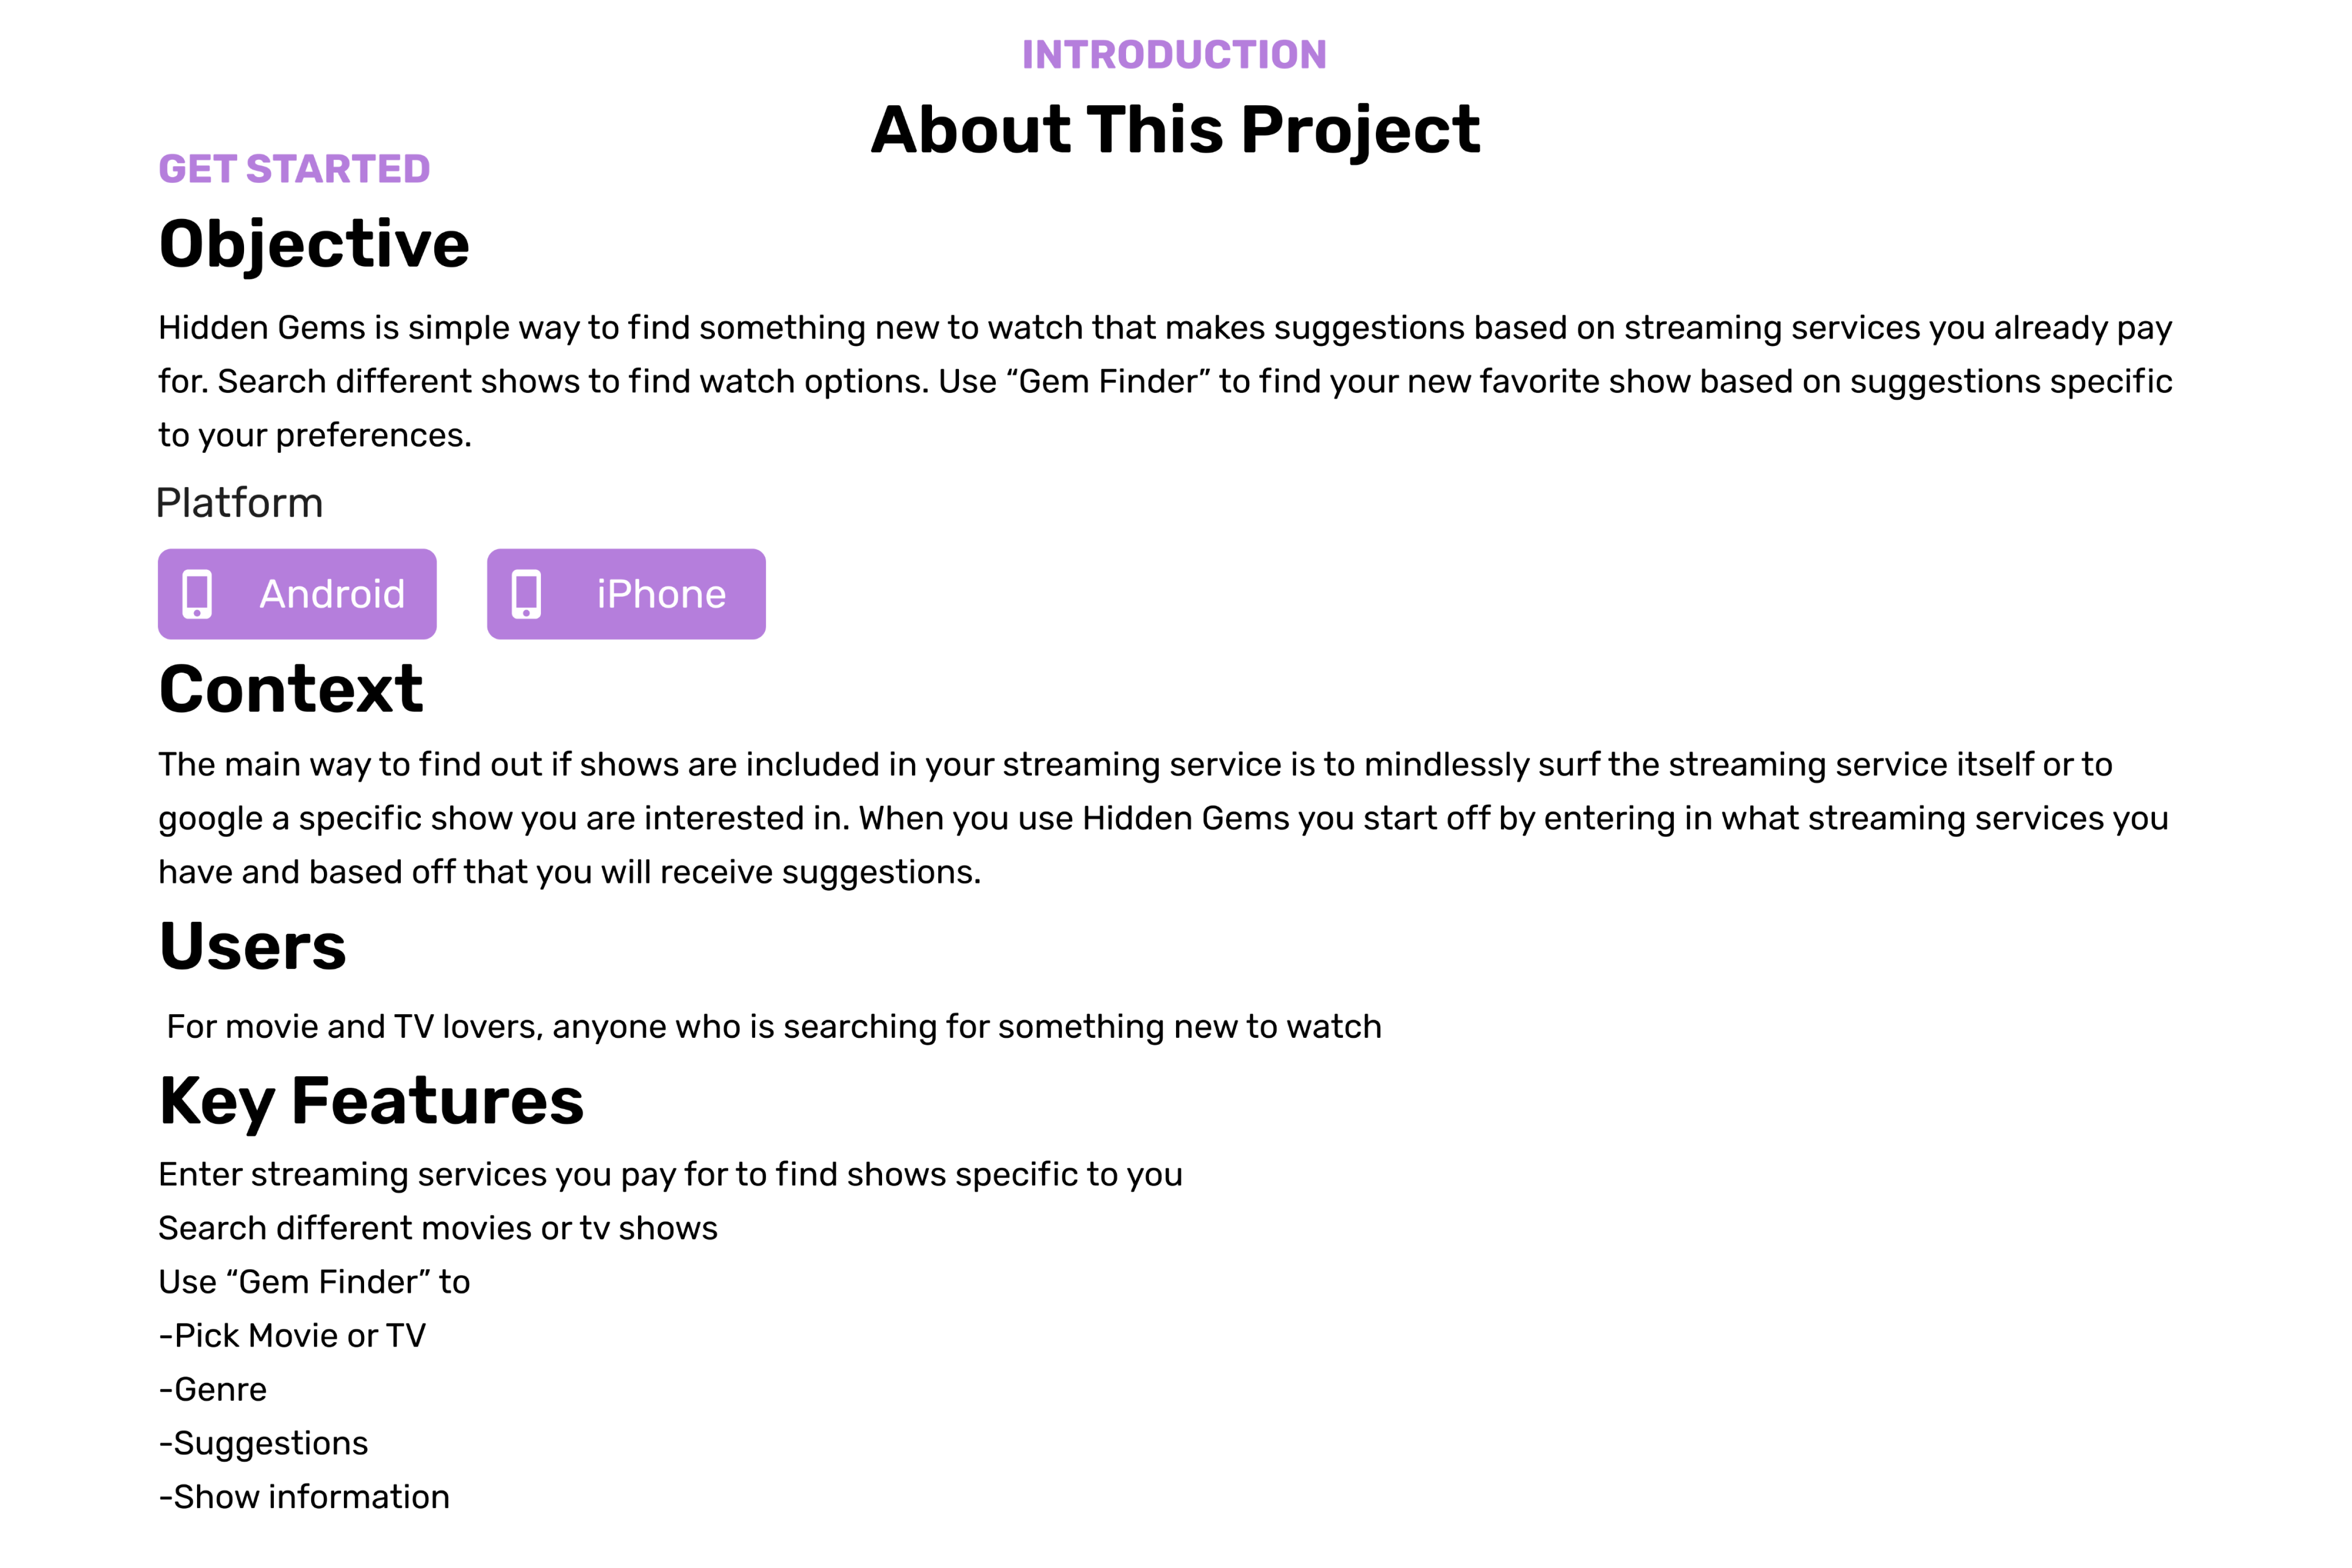 INTRODUCTION
About This Project
GET STARTED
Objective
Hidden Gems is simple way to find something new to watch that makes suggestions based on streaming services you already pay
for. Search different shows to find watch options. Use “Gem Finder” to find your new favorite show based on suggestions specific
to your preferences.
Platform
Android
iPhone
Context
The main way to find out if shows are included in your streaming service is to mindlessly surf the streaming service itself or to
google a specific show you are interested in. When you use Hidden Gems you start off by entering in what streaming services you
have and based off that you will receive suggestions.
Users
For movie and TV lovers, anyone who is searching for something new to watch
Key Features
Enter streaming services you pay for to find shows specific to you
Search different movies or tv shows
Use “Gem Finder” to
-Pick Movie or TV
-Genre
-Suggestions
-Show information